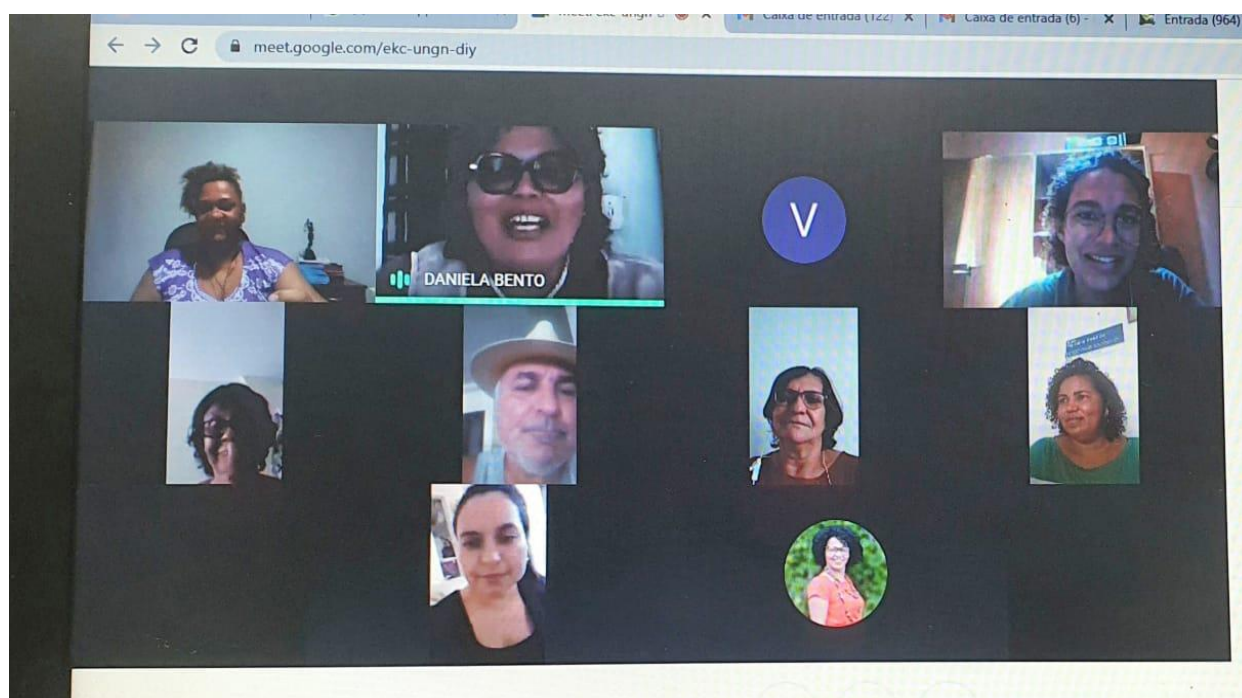 Caixa de entrada (122)
Caixa de entrada (6) -
Entrada (964)
meet.google.com/ekc-ungn-diy
V
DANIELA BENTO